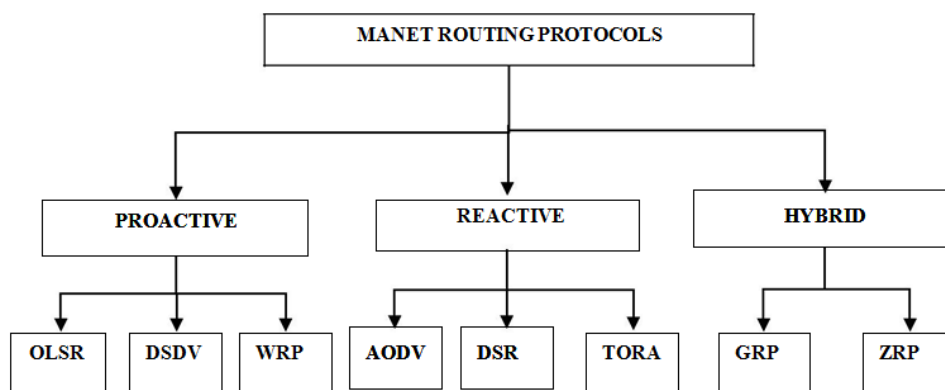 MANET ROUTING PROTOCOLS
PROACTIVE
REACTIVE
HYBRID
OLSR
DSDV
WRP
AODV
DSR
TORA
GRP
ZRP